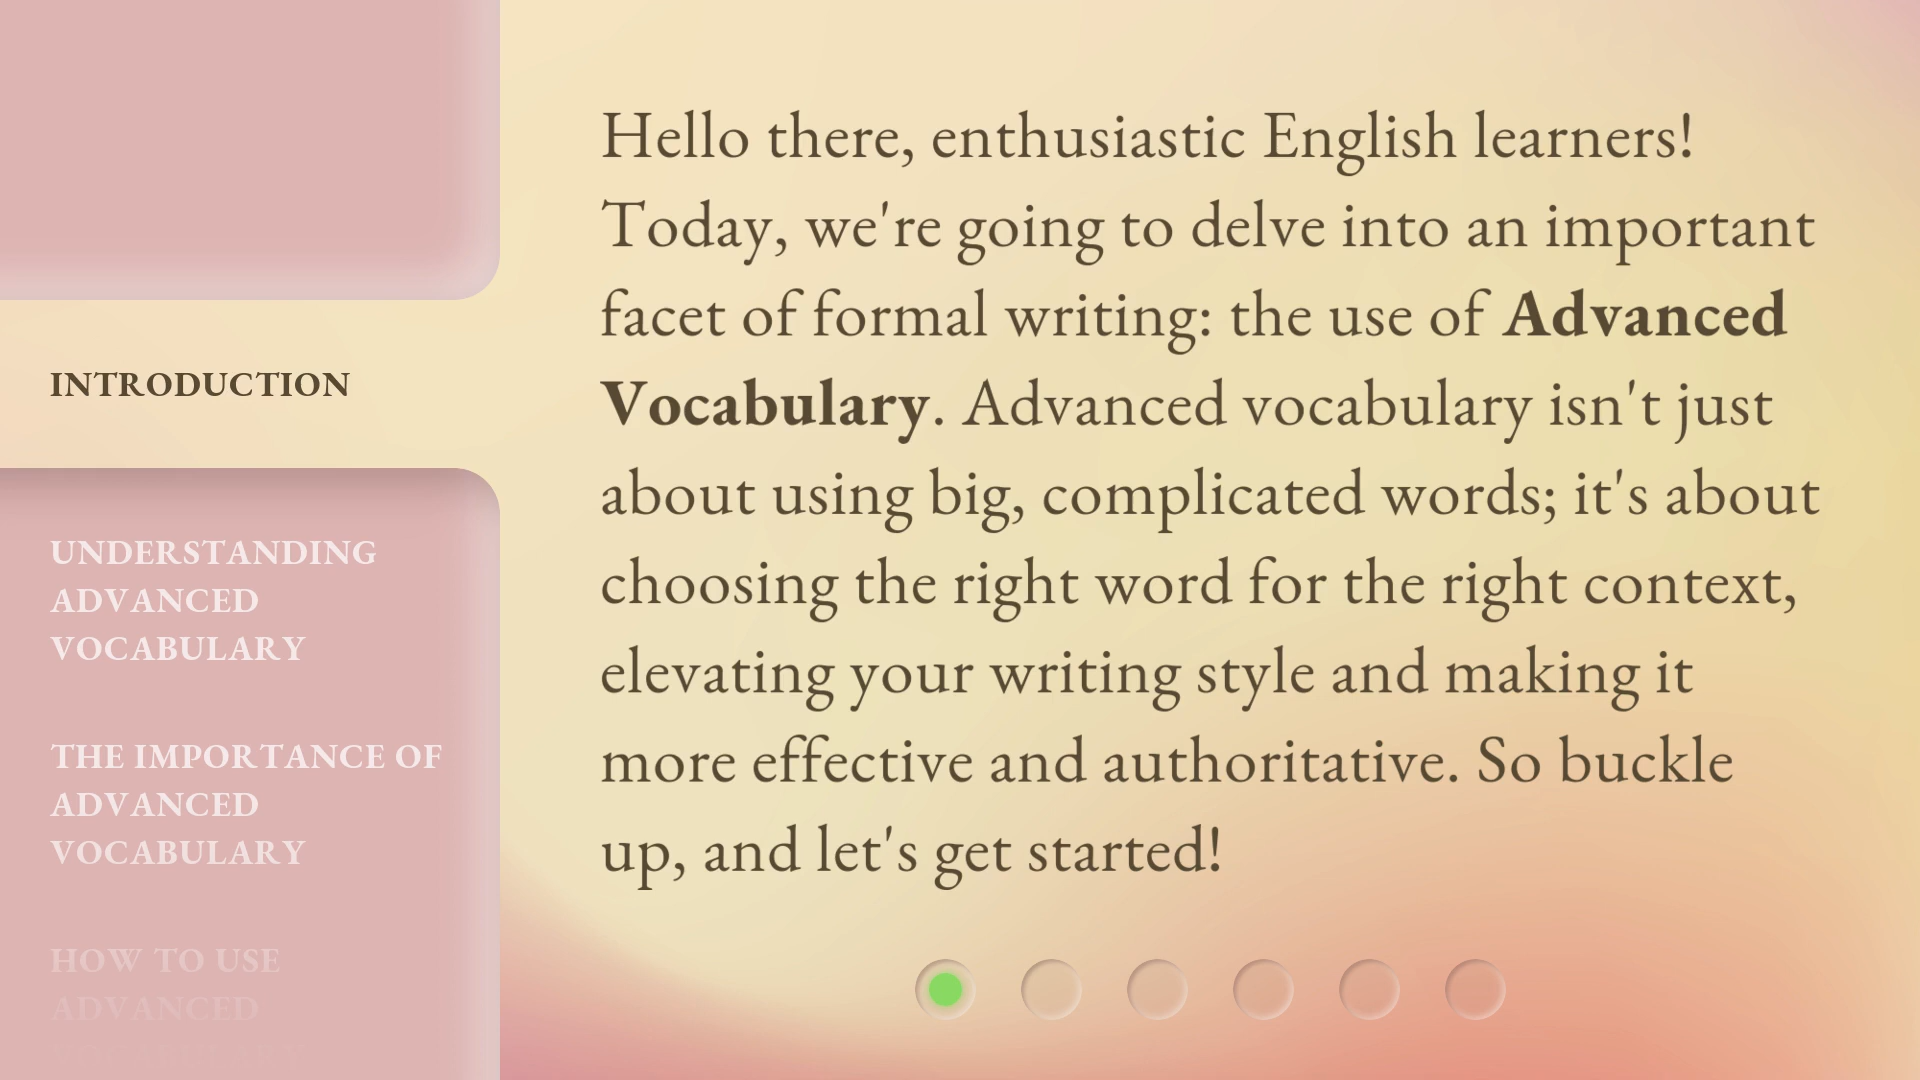 INTRODUCTION
UNDERSTANDING
ADVANCED
VOCABULARY
THE IMPORTANCE OF
ADVANCED
VOCABULARY
HOW TO USE
ADVANCED
VOCABULARY
Hello there, enthusiastic English learners!
Today, we're going to delve into an important
facet of formal writing: the use of Advanced
Vocabulary. Advanced vocabulary isn't just
about using big, complicated words; it's about
choosing the right word for the right context,
elevating your writing style and making it
more effective and authoritative. So buckle
up, and let's get started!